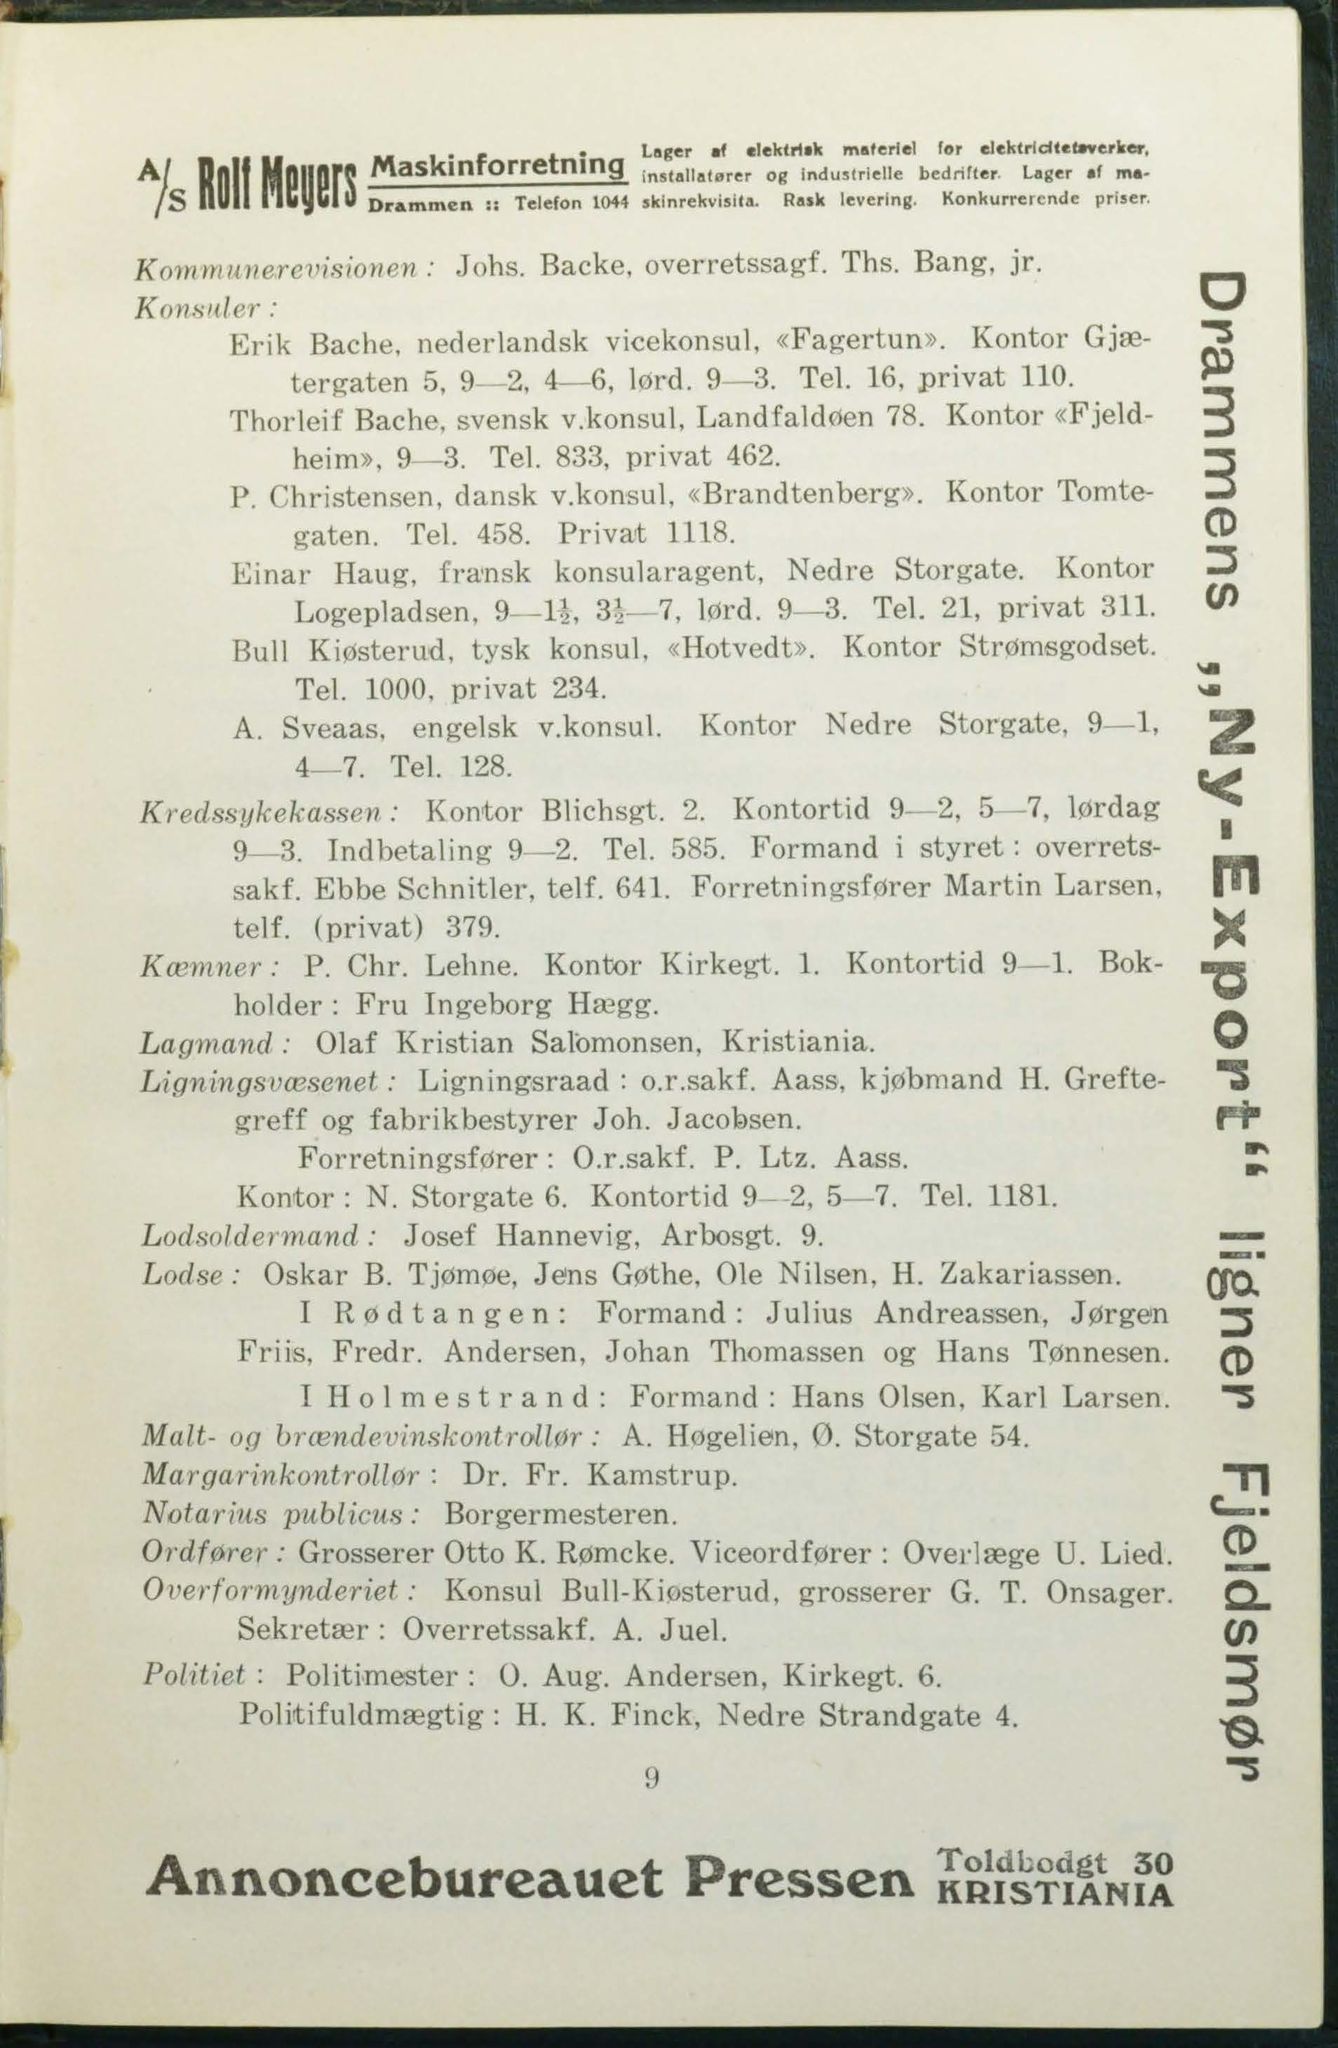 A/S Rolf Meyers Maskinforretning
Drammen :: Telefon 1044
Lager af elektrisk materiel for elektricitetsverker,
installatører og industrielle bedrifter. Lager af ma-
skinrekvisita. Rask levering. Konkurrerende priser.
Kommunerevisionen: Johs. Backe, overretssagf. Ths. Bang, jr.
Konsuler:
Erik Bache, nederlandsk vicekonsul, «Fagertun». Kontor Gjæ-
tergaten 5, 9—2, 4—6, lørd. 9—3. Tel. 16, privat 110.
Thorleif Bache, svensk v.konsul, Landfaldøen 78. Kontor «Fjeld-
heim», 9—3. Tel. 833, privat 462.
P. Christensen, dansk v.konsul, «Brandtenberg». Kontor Tomte-
gaten. Tel. 458. Privat 1118.
Einar Haug, fransk konsularagent, Nedre Storgate. Kontor
Logepladsen, 9—1½, 3½—7, lørd. 9—3. Tel. 21, privat 311.
Bull Kiøsterud, tysk konsul, «Hotvedt». Kontor Strømsgodset.
Tel. 1000, privat 234.
A. Sveaas, engelsk v.konsul. Kontor Nedre Storgate, 9—1,
4—7. Tel. 128.
Kredssykekassen: Kontor Blichsgt. 2. Kontortid 9—2, 5—7, lørdag
9—3. Indbetaling 9—2. Tel. 585. Formand i styret: overrets-
sakf. Ebbe Schnitler, telf. 641. Forretningsfører Martin Larsen,
telf. (privat) 379.
Kæmner: P. Chr. Lehne. Kontor Kirkegt. 1. Kontortid 9—1. Bok-
holder: Fru Ingeborg Hægg.
Lagmand: Olaf Kristian Salomonsen, Kristiania.
Ligningsvæsenet: Ligningsraad: o.r.sakf. Aass, kjøbmand H. Grefte-
greff og fabrikbestyrer Joh. Jacobsen.
Forretningsfører: O.r.sakf. P. Ltz. Aass.
Kontor: N. Storgate 6. Kontortid 9—2, 5—7. Tel. 1181.
Lodsoldermand: Josef Hannevig, Arbosgt. 9.
Lodse: Oskar B. Tjømøe, Jens Gøthe, Ole Nilsen, H. Zakariassen.
I Rødtangen: Formand: Julius Andreassen, Jørgen
Friis, Fredr. Andersen, Johan Thomassen og Hans Tønnesen.
I Holmestrand: Formand: Hans Olsen, Karl Larsen.
Malt- og brændevinskontrollør: A. Høgelien, Ø. Storgate 54.
Margarinkontrollør: Dr. Fr. Kamstrup.
Notarius publicus: Borgermesteren.
Ordfører: Grosserer Otto K. Rømcke. Viceordfører: Overlæge U. Lied.
Overformynderiet: Konsul Bull-Kiøsterud, grosserer G. T. Onsager.
Sekretær: Overretssakf. A. Juel.
Politiet: Politimester: O. Aug. Andersen, Kirkegt. 6.
Politifuldmægtig: H. K. Finck, Nedre Strandgate 4.
9
Annoncebureauet Pressen Toldbodgt 30
KRISTIANIA
Drammens „Ny-Export“ ligner Fjeldsmør